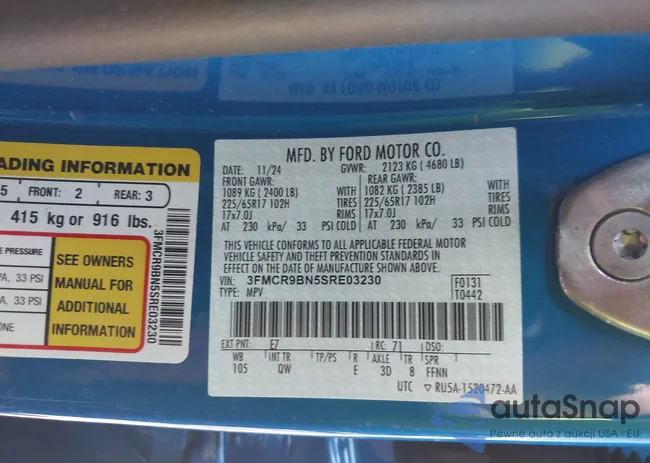 ADING INFORMATION
5 FRONT: 2 REAR: 3
415 kg or 916 lbs.
PRESSURE
PA, 33 PSI
PA, 33 PSI
ONE
SEE OWNERS
MANUAL FOR
ADDITIONAL
INFORMATION
3FMCR9BN5SRE03230
MFD. BY FORD MOTOR CO.
DATE: 11/24 GVWR: 2123 KG ( 4680 LB)
FRONT GAWR: REAR GAWR:
1089 KG ( 2400 LB) WITH 1082 KG ( 2385 LB) WITH
225/65R17 102H TIRES 225/65R17 102H TIRES
17x7.0J RIMS 17x7.0J RIMS
AT 230 kPa/ 33 PSI COLD AT 230 kPa/ 33 PSI COLD
THIS VEHICLE CONFORMS TO ALL APPLICABLE FEDERAL MOTOR
VEHICLE SAFETY AND THEFT PREVENTION STANDARDS IN
EFFECT ON THE DATE OF MANUFACTURE SHOWN ABOVE.
VIN: 3FMCR9BN5SRE03230 F0131
TYPE: MPV T0442
EXT PNT: E7 RC: 71 DSO:
WB INT TR TP/PS R AXLE TR SPR
105 QW E 3D 8 FFNN
UTC ▽ RU5A-1520472-AA
autaSnap
Pewne auta z aukcji USA i EU